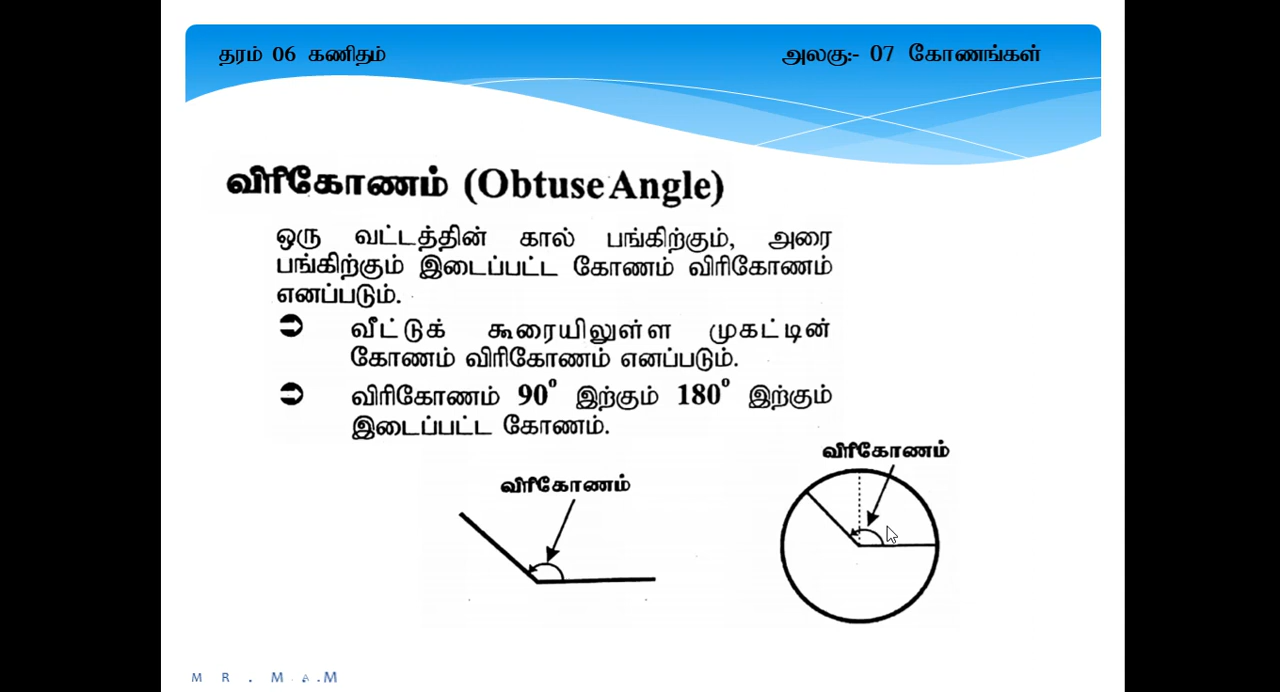 தரம் 06 கணிதம்
அலகு:- 07 கோணங்கள்
விரிகோணம் (Obtuse Angle)
ஒரு வட்டத்தின் கால் பங்கிற்கும், அரை
பங்கிற்கும் இடைப்பட்ட கோணம் விரிகோணம்
எனப்படும்.
➲ வீட்டுக் கூரையிலுள்ள முகட்டின்
கோணம் விரிகோணம் எனப்படும்.
➲ விரிகோணம் 90° இற்கும் 180° இற்கும்
இடைப்பட்ட கோணம்.
விரிகோணம்
விரிகோணம்
M R . M A . M